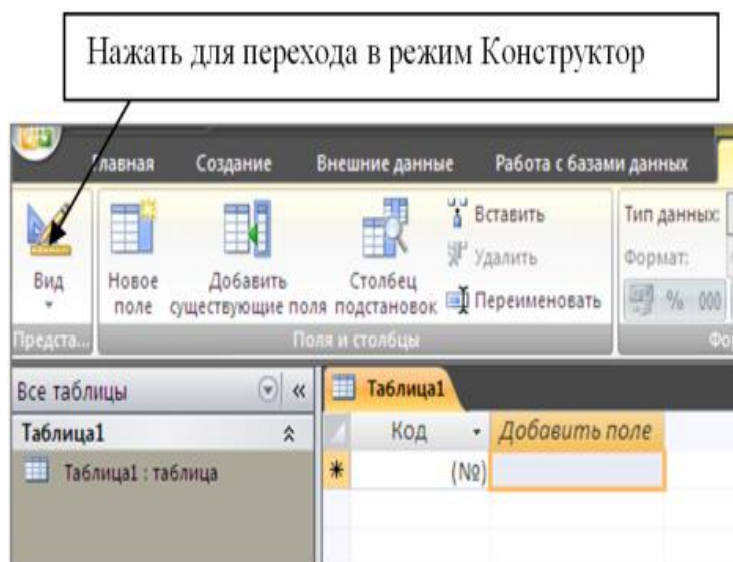 Нажать для перехода в режим Конструктор
Главная Создание Внешние данные Работа с базами данных
Вид
Новое поле
Добавить существующие поля
Столбец подстановок
Вставить
Удалить
Переименовать
Тип данных:
Формат:
% 000
Предста... Поля и столбцы Фо
Все таблицы «
Таблица1
Таблица1 : таблица
Таблица1
Код Добавить поле
* (№)